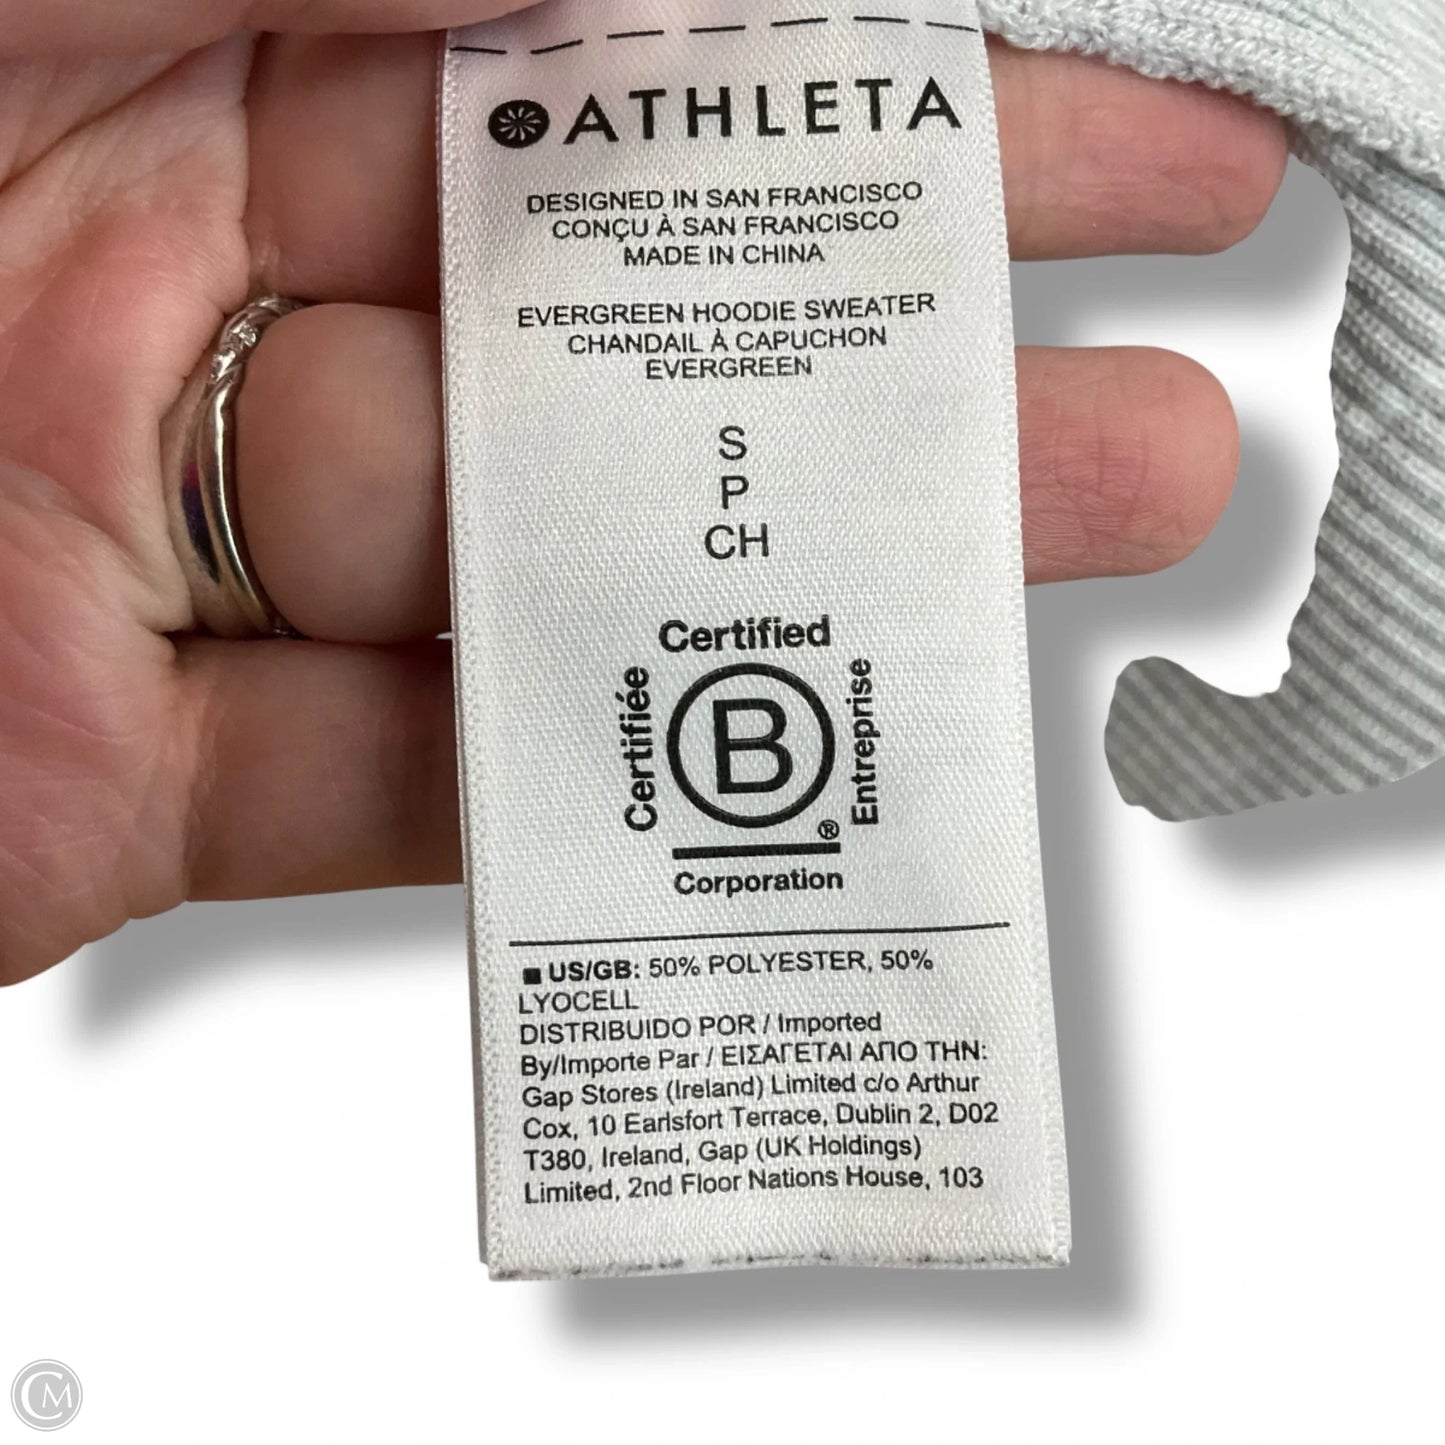 ATHLETA
DESIGNED IN SAN FRANCISCO
CONÇU À SAN FRANCISCO
MADE IN CHINA
EVERGREEN HOODIE SWEATER
CHANDAIL À CAPUCHON
EVERGREEN
S
P
CH
Certified
Certifiée
B
Entreprise
®
Corporation
■ US/GB: 50% POLYESTER, 50%
LYOCELL
DISTRIBUIDO POR / Imported
By/Importe Par / ΕΙΣΑΓΕΤΑΙ ΑΠΟ ΤΗΝ:
Gap Stores (Ireland) Limited c/o Arthur
Cox, 10 Earlsfort Terrace, Dublin 2, D02
T380, Ireland, Gap (UK Holdings)
Limited, 2nd Floor Nations House, 103
CM